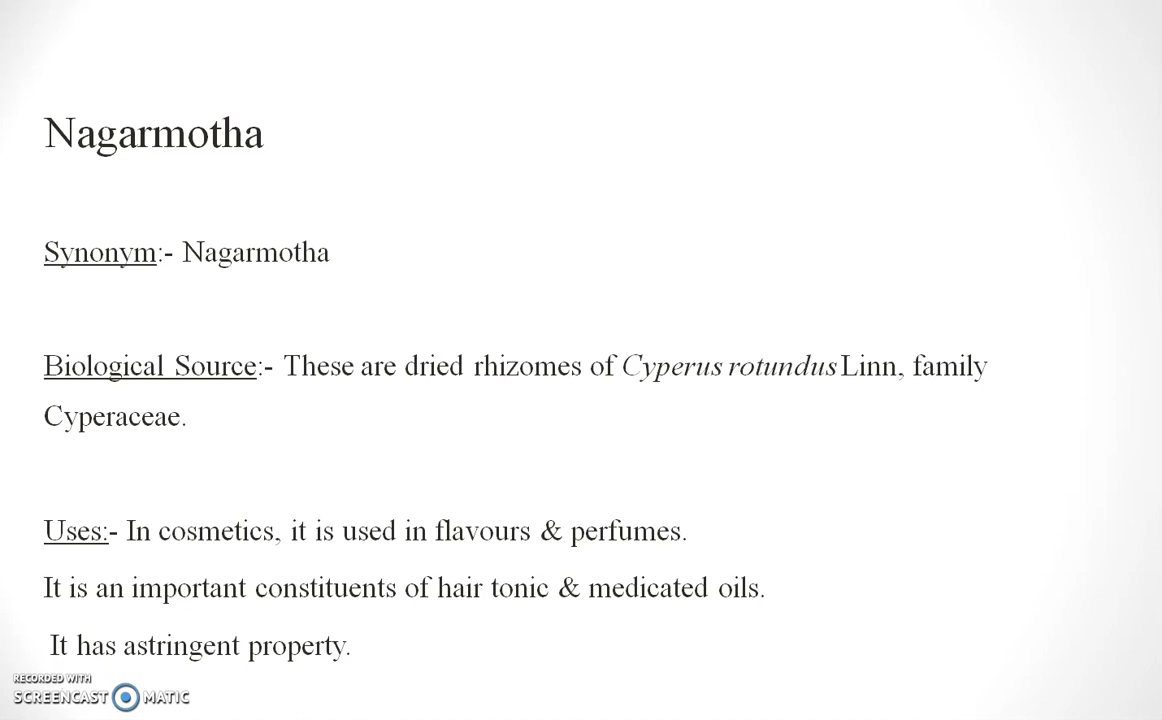 Nagarmotha
Synonym:- Nagarmotha
Biological Source:- These are dried rhizomes of Cyperus rotundus Linn, family
Cyperaceae.
Uses:- In cosmetics, it is used in flavours & perfumes.
It is an important constituents of hair tonic & medicated oils.
It has astringent property.
RECORDED WITH
SCREENCAST MATIC